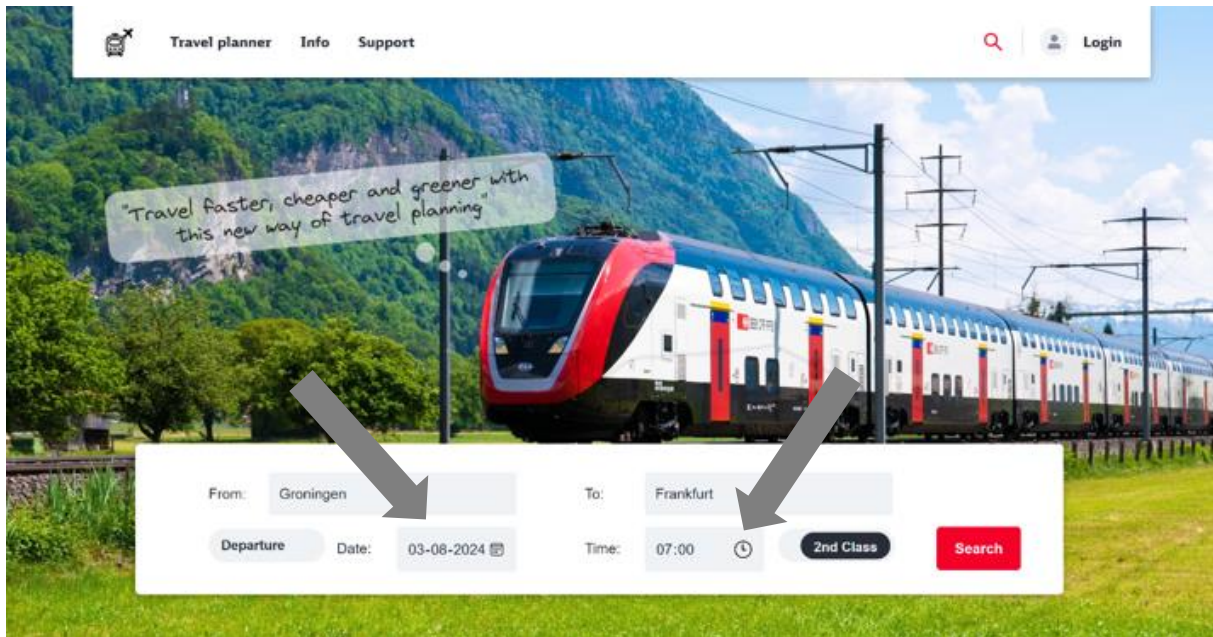 Travel planner Info Support Login
"Travel faster, cheaper and greener with
this new way of travel planning"
From: Groningen To: Frankfurt
Departure Date: 03-08-2024 Time: 07:00 2nd Class Search